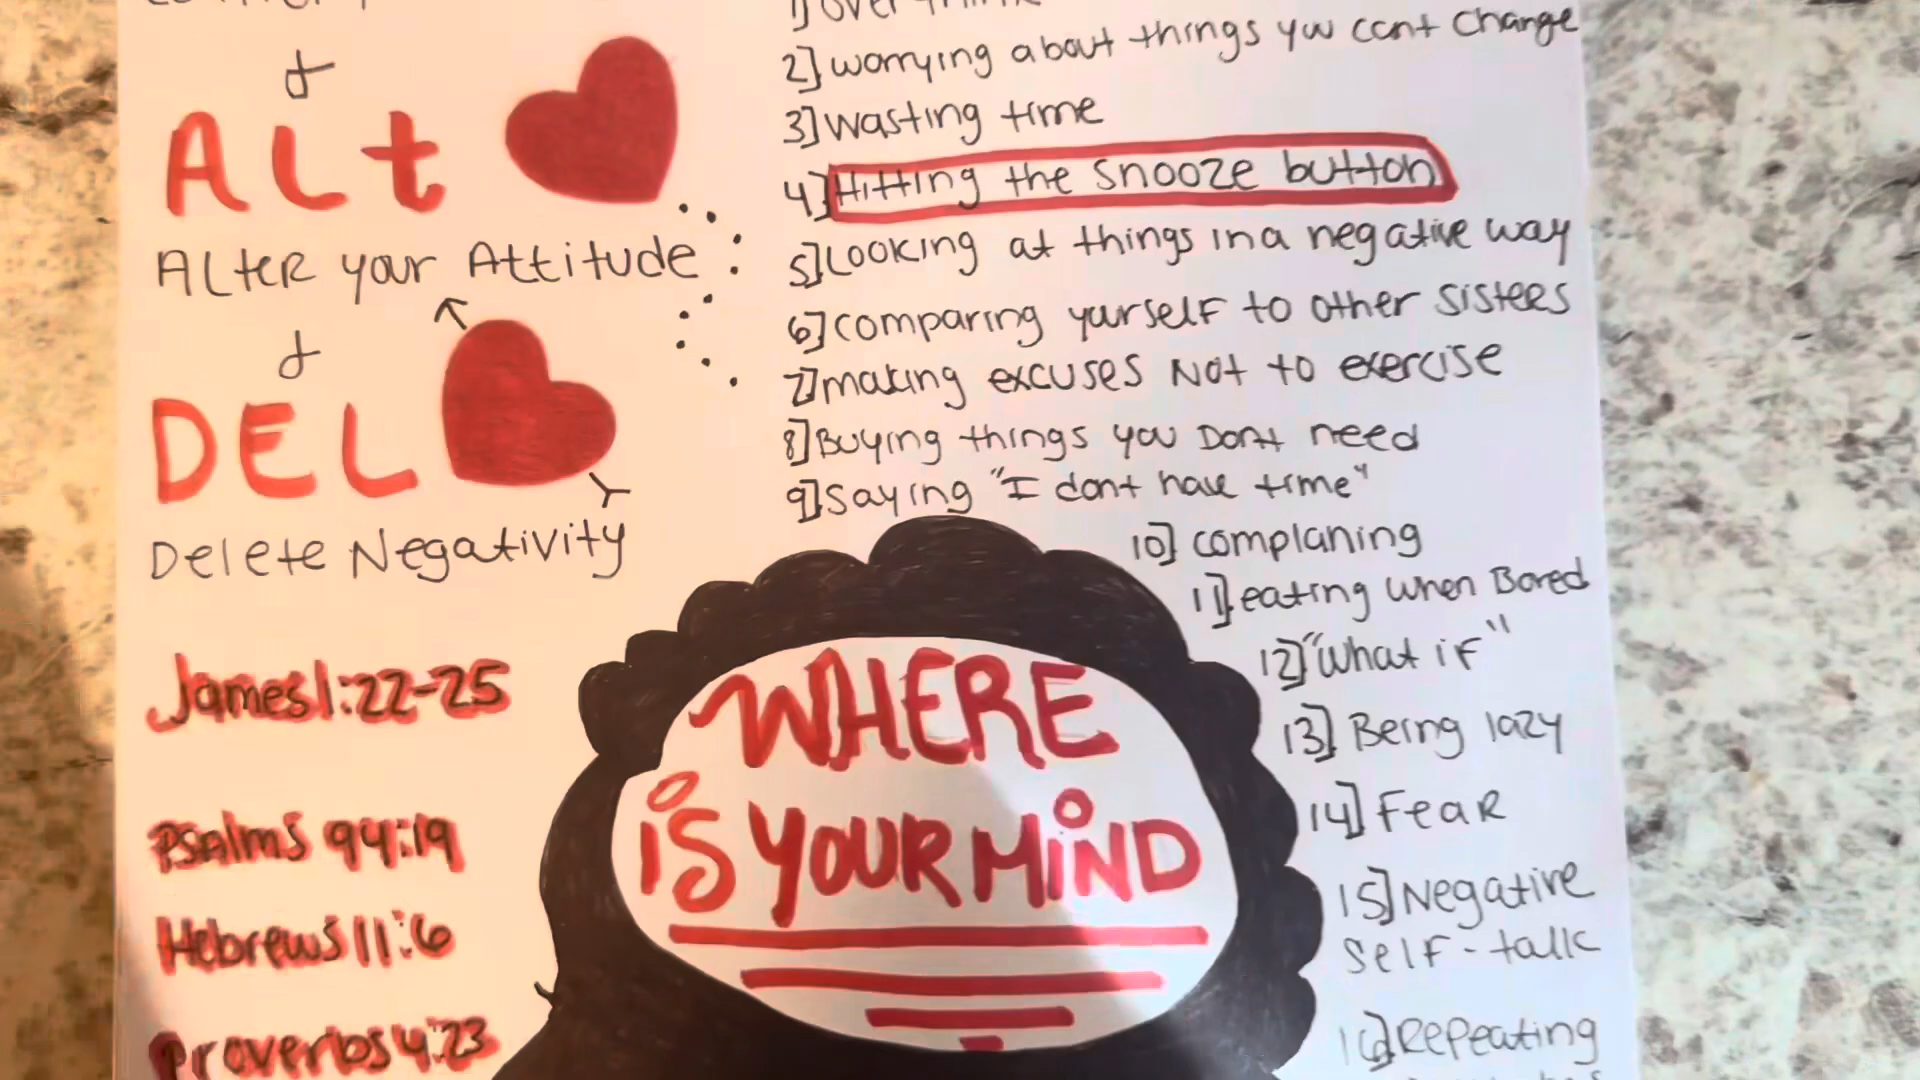 &
ALt
ALtER your Attitude
&
DEL
Delete Negativity
James 1:22-25
Psalms 94:19
Hebrews 11:6
Proverbs 4:23
2] worrying about things you cant change
3] wasting time
4] Hitting the snooze button
5] Looking at things in a negative way
6] comparing yourself to other sisters
7] making excuses Not to exercise
8] Buying things you Dont need
9] Saying "I dont have time"
10] complaning
11] eating when Bored
12] "What if"
13] Being lazy
14] Fear
15] Negative
self-talk
16] Repeating
WHERE
is YOUR MiND